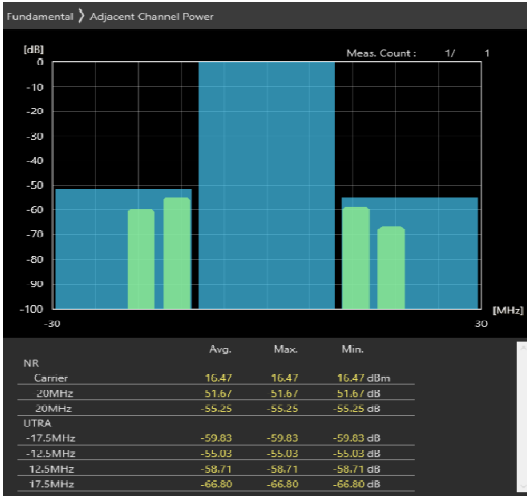 Fundamental ❯ Adjacent Channel Power
[dB]
Meas. Count : 1/ 1
0
-10
-20
-30
-40
-50
-60
-70
-80
90
-100
[MHz]
-30 30
Avg. Max. Min.
NR
Carrier 16.47 16.47 16.47 dBm
20MHz 51.67 51.67 51.67 dB
20MHz -55.25 -55.25 -55.25 dB
UTRA
-17.5MHz -59.83 -59.83 -59.83 dB
-12.5MHz -55.03 -55.03 -55.03 dB
12.5MHz -58.71 -58.71 -58.71 dB
17.5MHz -66.80 -66.80 -66.80 dB